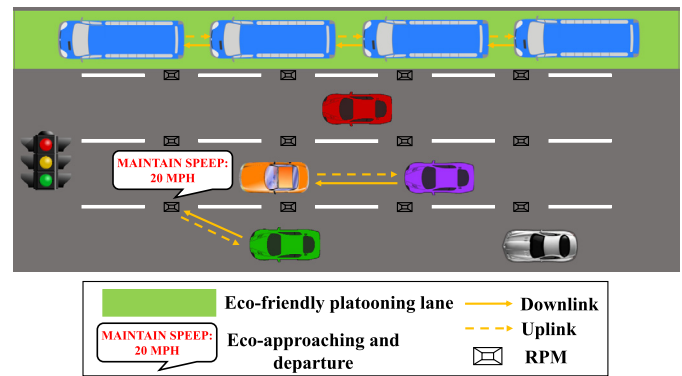 MAINTAIN SPEEP:
20 MPH
Eco-friendly platooning lane
Downlink
Uplink
MAINTAIN SPEEP:
20 MPH
Eco-approaching and
departure
RPM